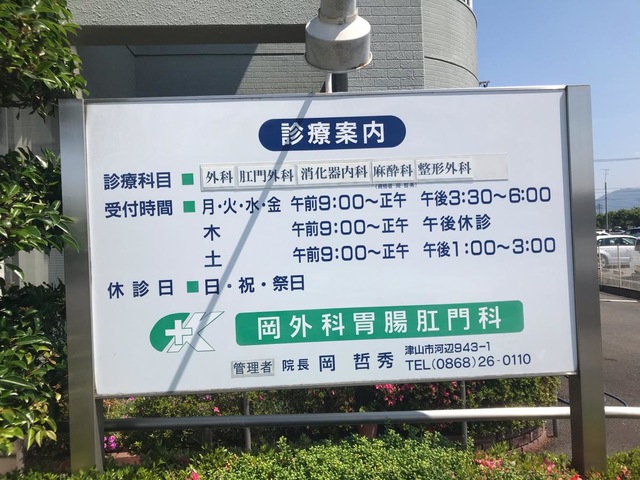 診療案内
診療科目 ■ 外科 肛門外科 消化器内科 麻酔科 整形外科
受付時間 ■ 月・火・水・金 午前9:00～正午 午後3:30～6:00
木 午前9:00～正午 午後休診
土 午前9:00～正午 午後1:00～3:00
休診日 ■ 日・祝・祭日
岡外科胃腸肛門科
管理者 院長 岡 哲秀 津山市河辺943-1
TEL(0868)26-0110